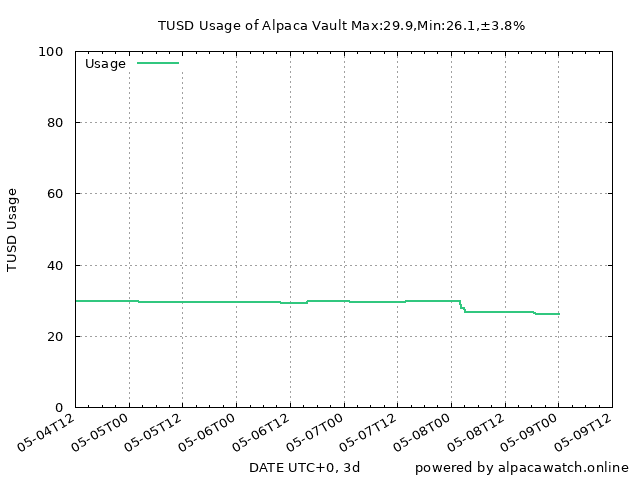 TUSD Usage of Alpaca Vault Max:29.9,Min:26.1,±3.8%
100
Usage
80
60
TUSD Usage
40
20
0
05-04T12 05-05T00 05-05T12 05-06T00 05-06T12 05-07T00 05-07T12 05-08T00 05-08T12 05-09T00 05-09T12
DATE UTC+0, 3d
powered by alpacawatch.online